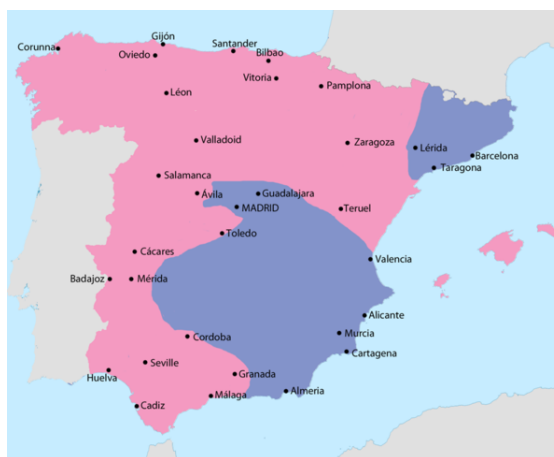 Gijón
Corunna
Santander
Oviedo
Bilbao
Vitoria
Pamplona
Léon
Valladoid
Zaragoza
Lérida
Barcelona
Taragona
Salamanca
Ávila
Guadalajara
MADRID
Teruel
Toledo
Cácares
Valencia
Badajoz
Mérida
Alicante
Murcia
Cordoba
Cartagena
Seville
Huelva
Granada
Almeria
Málaga
Cadiz